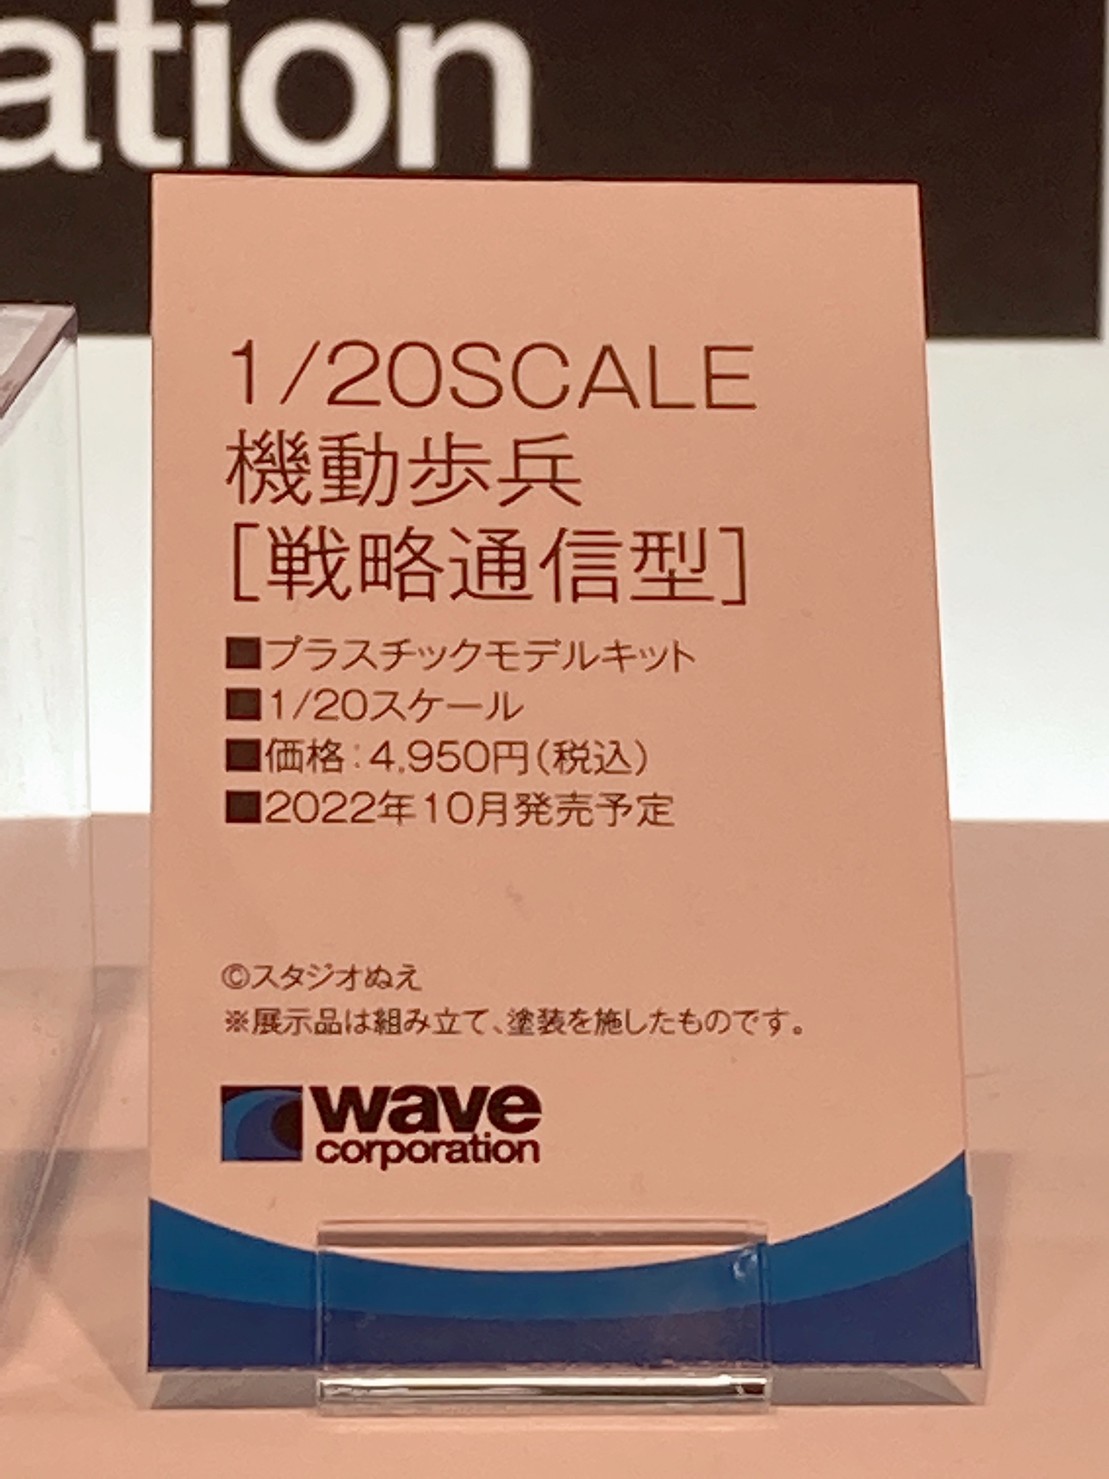 ation
1/20SCALE
機動歩兵
[戦略通信型]
■プラスチックモデルキット
■1/20スケール
■価格:4,950円(税込)
■2022年10月発売予定
©スタジオぬえ
※展示品は組み立て、塗装を施したものです。
wave
corporation